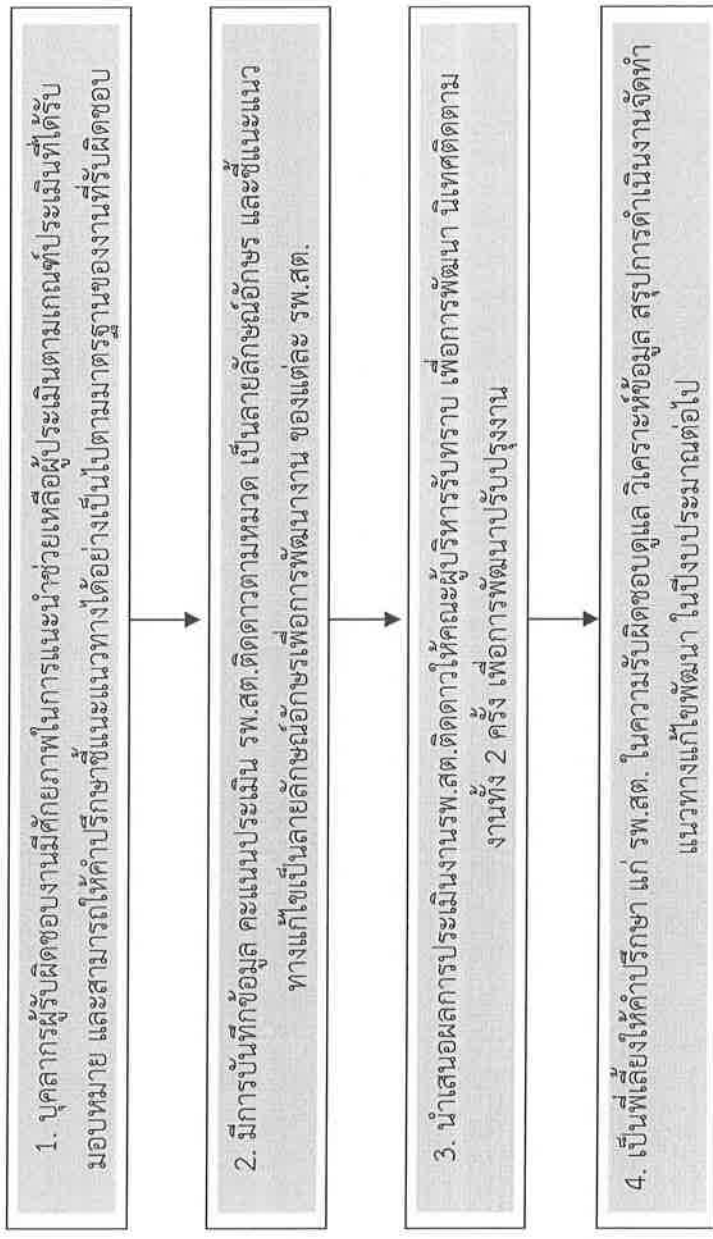 1. บุคลากรผู้รับผิดชอบงานมีศักยภาพในการแนะนำช่วยเหลือผู้ประเมินตามเกณฑ์ประเมินที่ได้รับ
มอบหมาย และสามารถให้คำปรึกษาชี้แนะแนวทางได้อย่างเป็นไปตามมาตรฐานของงานที่รับผิดชอบ
2. มีการบันทึกข้อมูล คะแนนประเมิน รพ.สต.ติดดาวตามหมวด เป็นลายลักษณ์อักษร และชี้แนะแนว
ทางแก้ไขเป็นลายลักษณ์อักษรเพื่อการพัฒนางาน ของแต่ละ รพ.สต.
3. นำเสนอผลการประเมินงานรพ.สต.ติดดาวให้คณะผู้บริหารรับทราบ เพื่อการพัฒนา นิเทศติดตาม
งานทั้ง 2 ครั้ง เพื่อการพัฒนาปรับปรุงงาน
4. เป็นพี่เลี้ยงให้คำปรึกษา แก่ รพ.สต. ในความรับผิดชอบดูแล วิเคราะห์ข้อมูล สรุปการดำเนินงานจัดทำ
แนวทางแก้ไขพัฒนา ในปีงบประมาณต่อไป